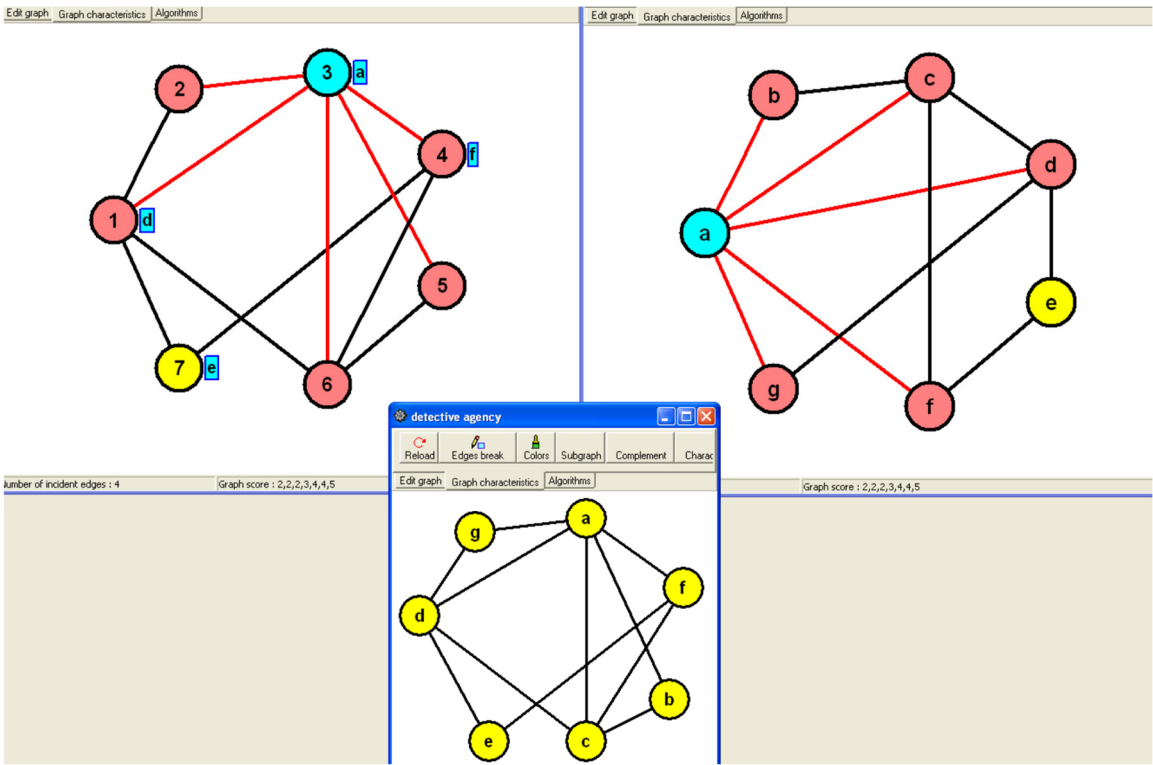 Edit graph Graph characteristics Algorithms
Edit graph Graph characteristics Algorithms
3 a
2
4 f
1 d
5
7 e
6
c
b
d
a
e
g
f
Number of incident edges : 4 Graph score : 2,2,2,3,4,4,5
Graph score : 2,2,2,3,4,4,5
detective agency
Reload Edges break Colors Subgraph Complement Charac
Edit graph Graph characteristics Algorithms
a
g
f
d
b
e
c